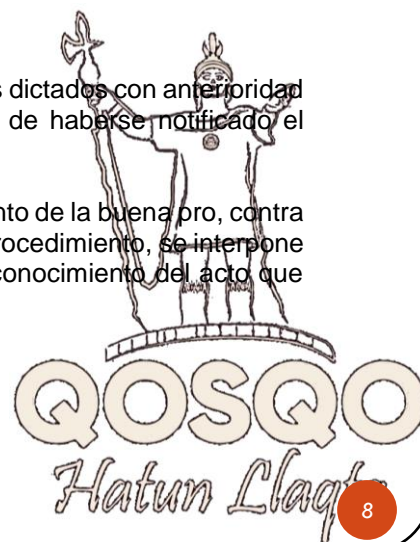 s dictados con anterioridad
de haberse notificado el
nto de la buena pro, contra
rocedimiento, se interpone
conocimiento del acto que
QOSQO
Hatun Llaqta
8